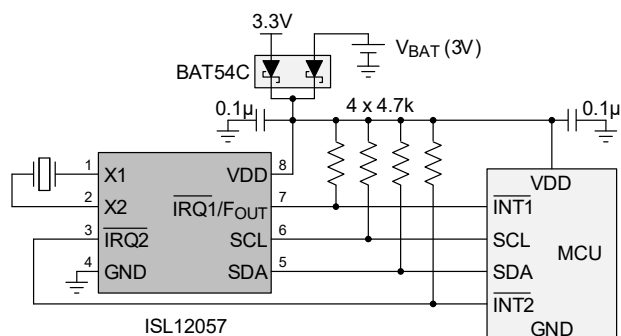 3.3V
VBAT (3V)
BAT54C
0.1µ
4 x 4.7k
0.1µ
1 X1
VDD 8
2 X2
IRQ1/FOUT 7
3 IRQ2
SCL 6
4 GND
SDA 5
ISL12057
VDD
INT1
SCL
MCU
SDA
INT2
GND